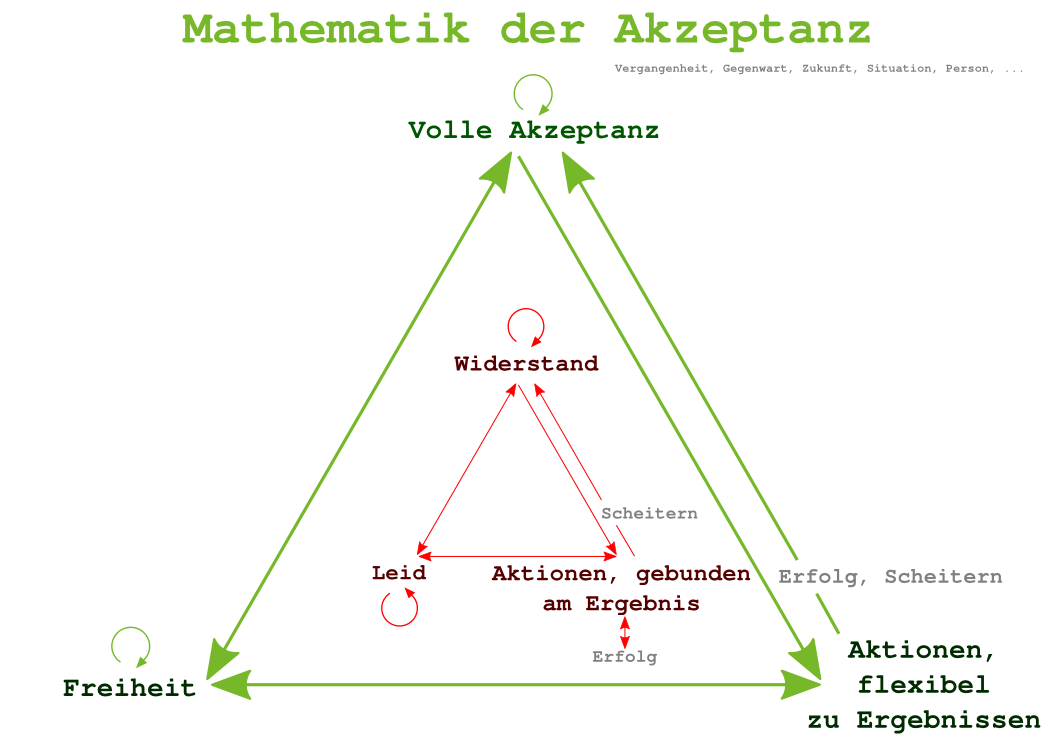 Mathematik der Akzeptanz
Vergangenheit, Gegenwart, Zukunft, Situation, Person, ...
Volle Akzeptanz
Widerstand
Scheitern
Leid
Aktionen, gebunden
am Ergebnis
Erfolg
Erfolg, Scheitern
Freiheit
Aktionen,
flexibel
zu Ergebnissen